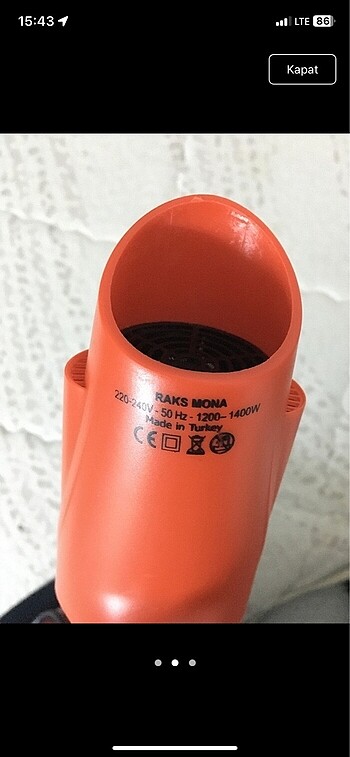 15:43
LTE 86
Kapat
RAKS MONA
220-240V - 50 Hz - 1200– 1400W
Made in Turkey
CE